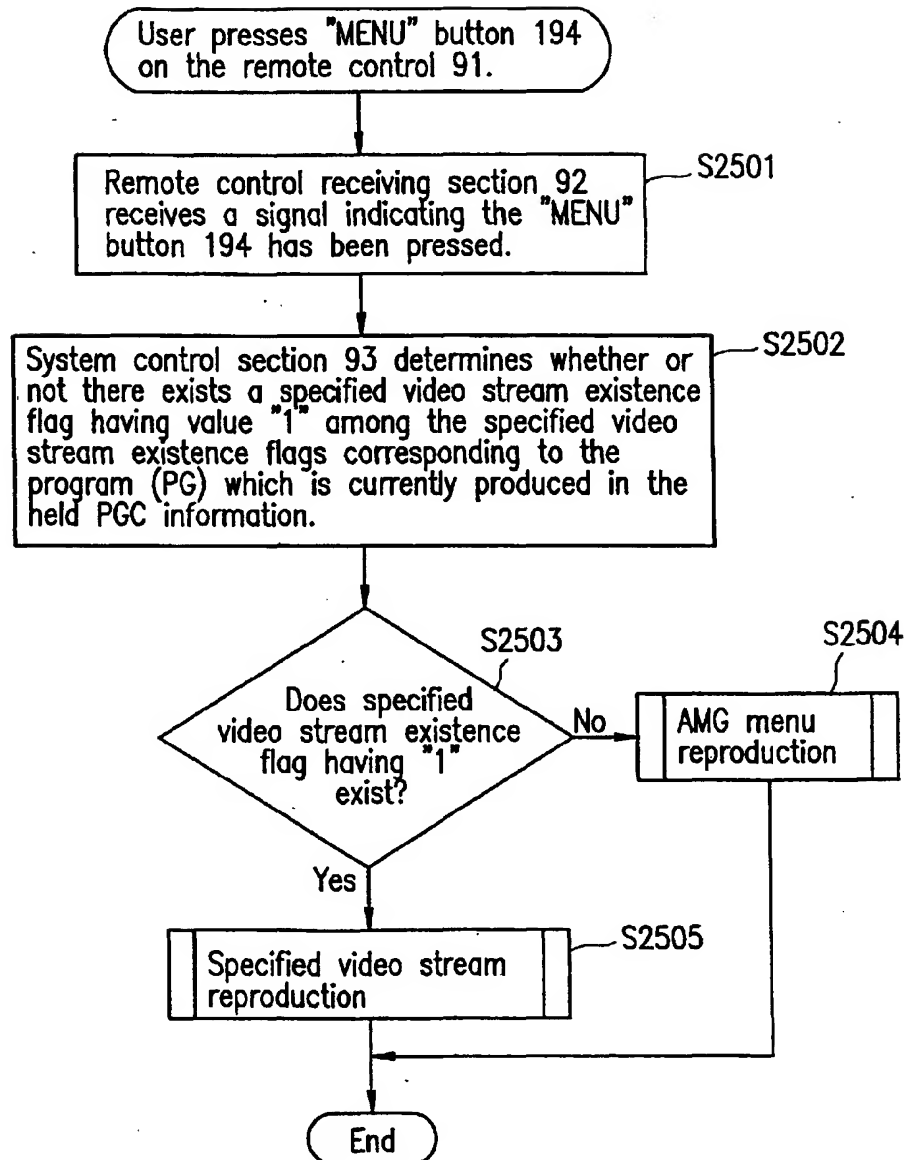 User presses "MENU" button 194
on the remote control 91.
S2501
Remote control receiving section 92
receives a signal indicating the "MENU"
button 194 has been pressed.
S2502
System control section 93 determines whether or
not there exists a specified video stream existence
flag having value "1" among the specified video
stream existence flags corresponding to the
program (PG) which is currently produced in the
held PGC information.
S2503
Does specified
video stream existence
flag having "1"
exist?
No
S2504
AMG menu
reproduction
Yes
S2505
Specified video stream
reproduction
End